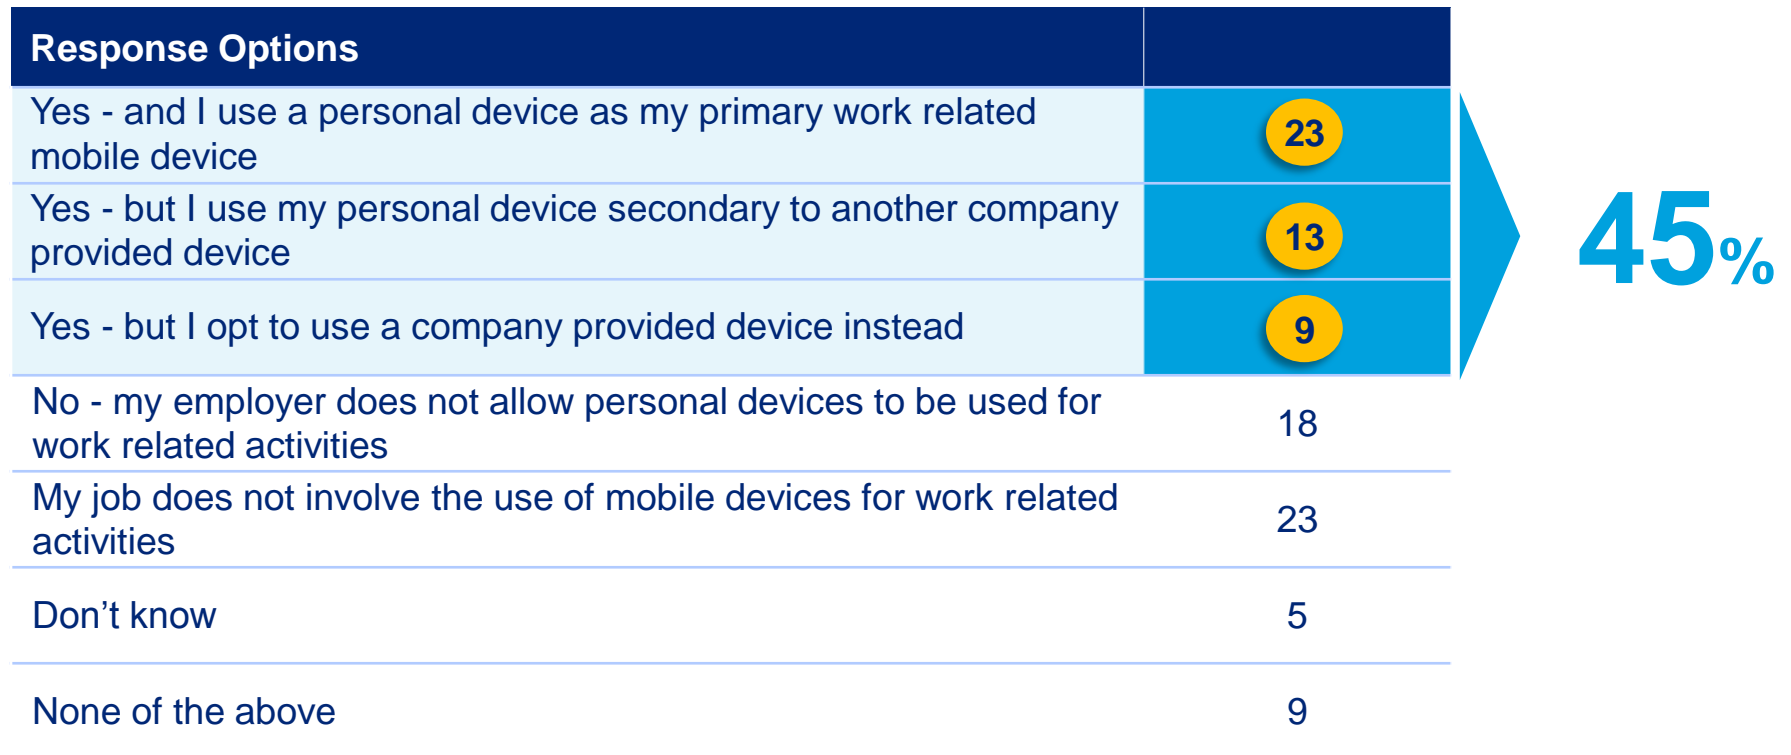 Response Options
Yes - and I use a personal device as my primary work related
mobile device
23
Yes - but I use my personal device secondary to another company
provided device
13
Yes - but I opt to use a company provided device instead
9
45%
No - my employer does not allow personal devices to be used for
work related activities
18
My job does not involve the use of mobile devices for work related
activities
23
Don’t know
5
None of the above
9